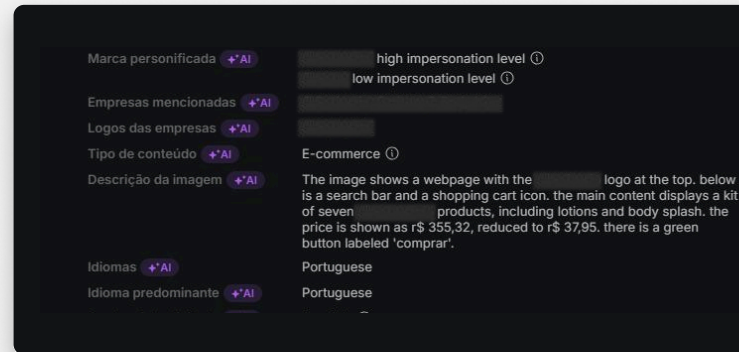 Marca personificada AI high impersonation level
low impersonation level
Empresas mencionadas AI
Logos das empresas AI
Tipo de conteúdo AI E-commerce
Descrição da imagem AI The image shows a webpage with the logo at the top. below
is a search bar and a shopping cart icon. the main content displays a kit
of seven products, including lotions and body splash. the
price is shown as r$ 355,32, reduced to r$ 37,95. there is a green
button labeled 'comprar'.
Idiomas AI Portuguese
Idioma predominante AI Portuguese